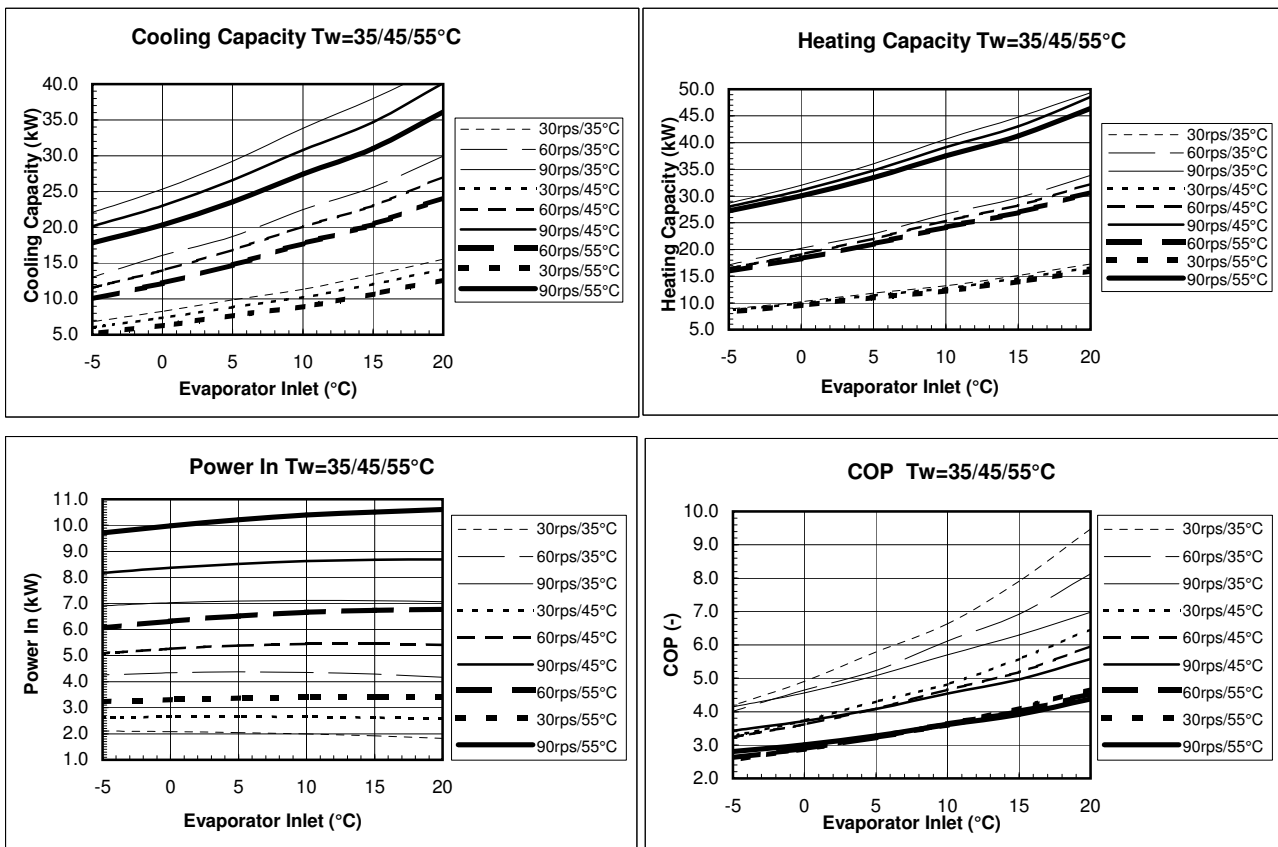 Cooling Capacity Tw=35/45/55°C
Cooling Capacity (kW)
40.0
35.0
30.0
25.0
20.0
15.0
10.0
5.0
-5 0 5 10 15 20
Evaporator Inlet (°C)
30rps/35°C
60rps/35°C
90rps/35°C
30rps/45°C
60rps/45°C
90rps/45°C
60rps/55°C
30rps/55°C
90rps/55°C
Heating Capacity Tw=35/45/55°C
Heating Capacity (kW)
50.0
45.0
40.0
35.0
30.0
25.0
20.0
15.0
10.0
5.0
-5 0 5 10 15 20
Evaporator Inlet (°C)
30rps/35°C
60rps/35°C
90rps/35°C
30rps/45°C
60rps/45°C
90rps/45°C
60rps/55°C
30rps/55°C
90rps/55°C
Power In Tw=35/45/55°C
Power In (kW)
11.0
10.0
9.0
8.0
7.0
6.0
5.0
4.0
3.0
2.0
1.0
-5 0 5 10 15 20
Evaporator Inlet (°C)
30rps/35°C
60rps/35°C
90rps/35°C
30rps/45°C
60rps/45°C
90rps/45°C
60rps/55°C
30rps/55°C
90rps/55°C
COP Tw=35/45/55°C
COP (-)
10.0
9.0
8.0
7.0
6.0
5.0
4.0
3.0
2.0
-5 0 5 10 15 20
Evaporator Inlet (°C)
30rps/35°C
60rps/35°C
90rps/35°C
30rps/45°C
60rps/45°C
90rps/45°C
60rps/55°C
30rps/55°C
90rps/55°C